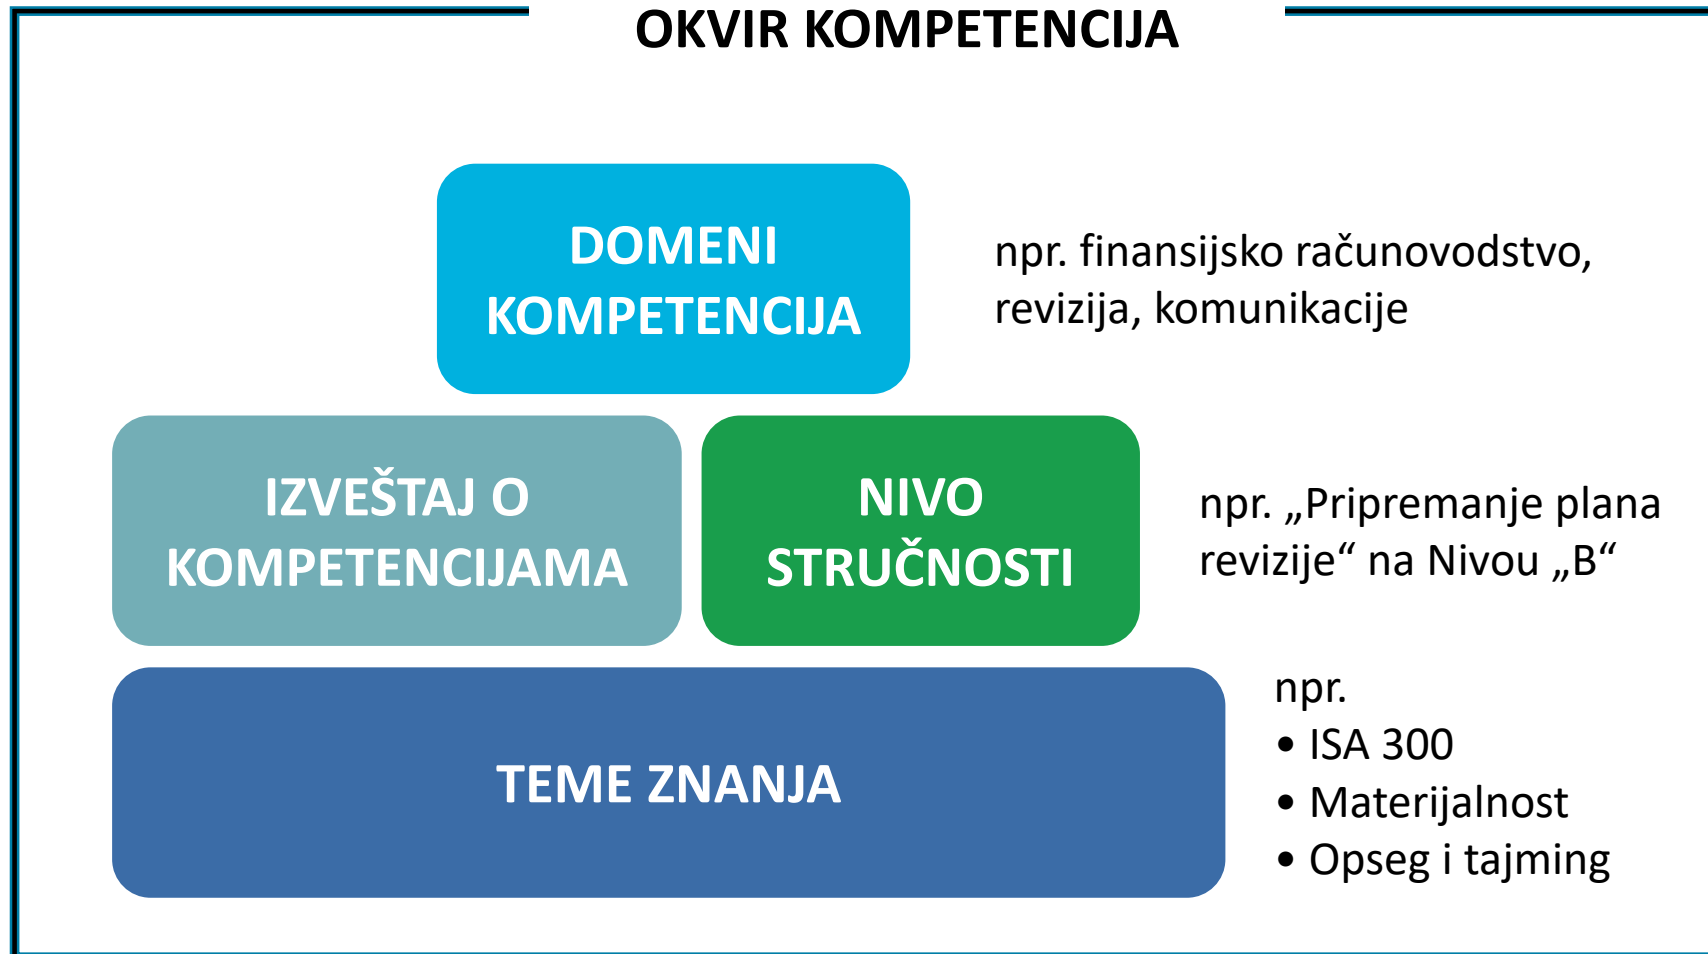 OKVIR KOMPETENCIJA
DOMENI
KOMPETENCIJA
npr. finansijsko računovodstvo,
revizija, komunikacije
IZVEŠTAJ O
KOMPETENCIJAMA
NIVO
STRUČNOSTI
npr. „Pripremanje plana
revizije“ na Nivou „B“
TEME ZNANJA
npr.
• ISA 300
• Materijalnost
• Opseg i tajming